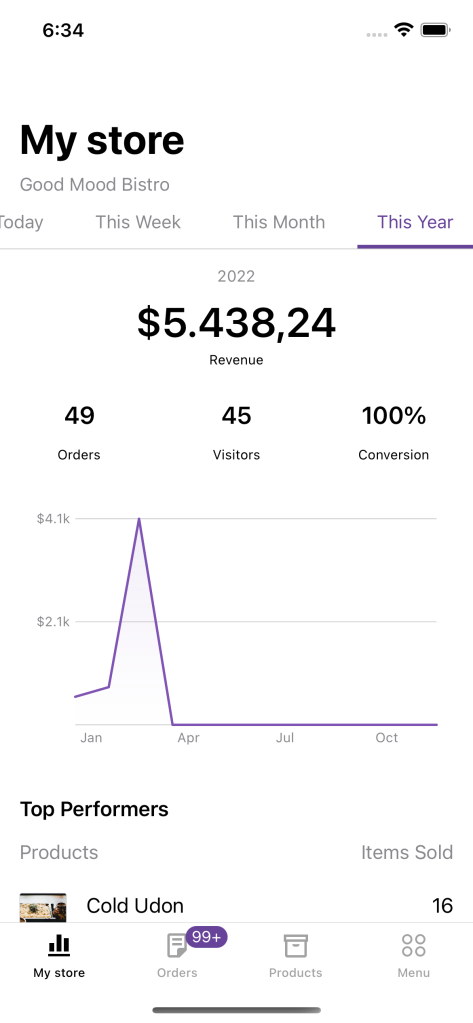 6:34
My store
Good Mood Bistro
Today This Week This Month This Year
2022
$5.438,24
Revenue
49 45 100%
Orders Visitors Conversion
$4.1k
$2.1k
Jan Apr Jul Oct
Top Performers
Products Items Sold
Cold Udon 16
99+
My store Orders Products Menu